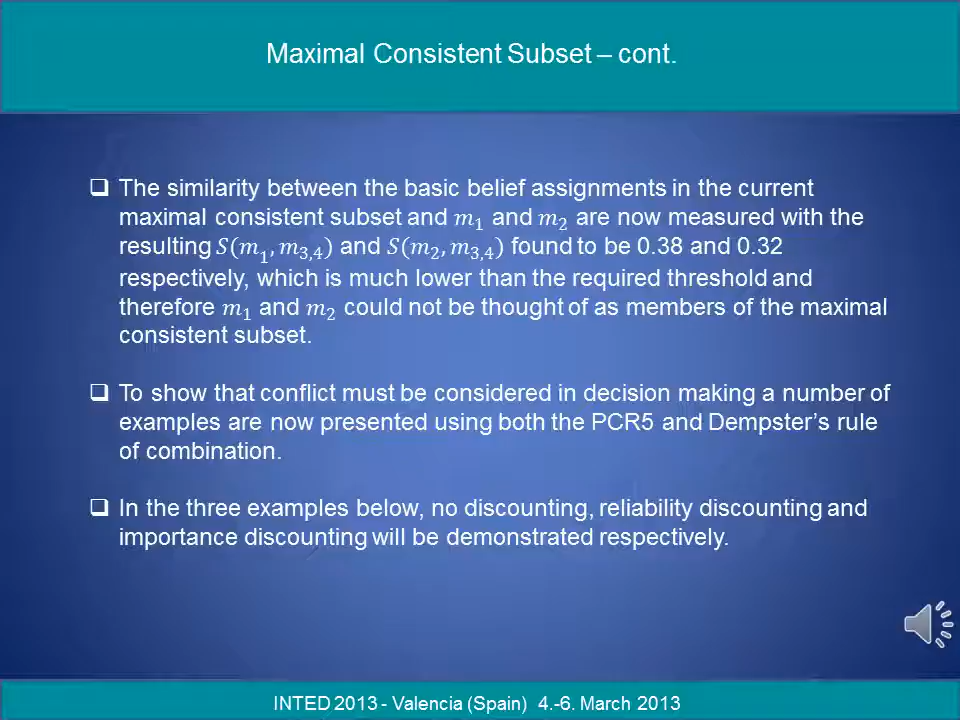 Maximal Consistent Subset – cont.
❑ The similarity between the basic belief assignments in the current
maximal consistent subset and 𝑚₁ and 𝑚₂ are now measured with the
resulting 𝑆(𝑚₁, 𝑚₃,₄) and 𝑆(𝑚₂, 𝑚₃,₄) found to be 0.38 and 0.32
respectively, which is much lower than the required threshold and
therefore 𝑚₁ and 𝑚₂ could not be thought of as members of the maximal
consistent subset.
❑ To show that conflict must be considered in decision making a number of
examples are now presented using both the PCR5 and Dempster’s rule
of combination.
❑ In the three examples below, no discounting, reliability discounting and
importance discounting will be demonstrated respectively.
INTED 2013 - Valencia (Spain) 4.-6. March 2013